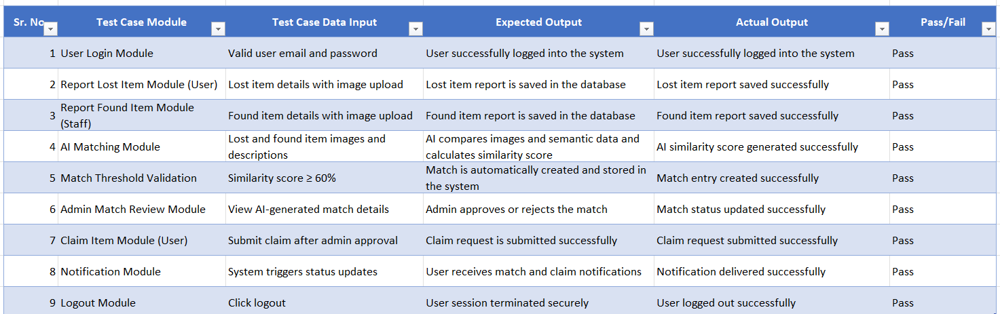 Sr. No Test Case Module Test Case Data Input Expected Output Actual Output Pass/Fail
1 User Login Module Valid user email and password User successfully logged into the system User successfully logged into the system Pass
2 Report Lost Item Module (User) Lost item details with image upload Lost item report is saved in the database Lost item report saved successfully Pass
3 Report Found Item Module
(Staff) Found item details with image upload Found item report is saved in the database Found item report saved successfully Pass
4 AI Matching Module Lost and found item images and
descriptions AI compares images and semantic data and
calculates similarity score AI similarity score generated successfully Pass
5 Match Threshold Validation Similarity score ≥ 60% Match is automatically created and stored in
the system Match entry created successfully Pass
6 Admin Match Review Module View AI-generated match details Admin approves or rejects the match Match status updated successfully Pass
7 Claim Item Module (User) Submit claim after admin approval Claim request is submitted successfully Claim request submitted successfully Pass
8 Notification Module System triggers status updates User receives match and claim notifications Notification delivered successfully Pass
9 Logout Module Click logout User session terminated securely User logged out successfully Pass